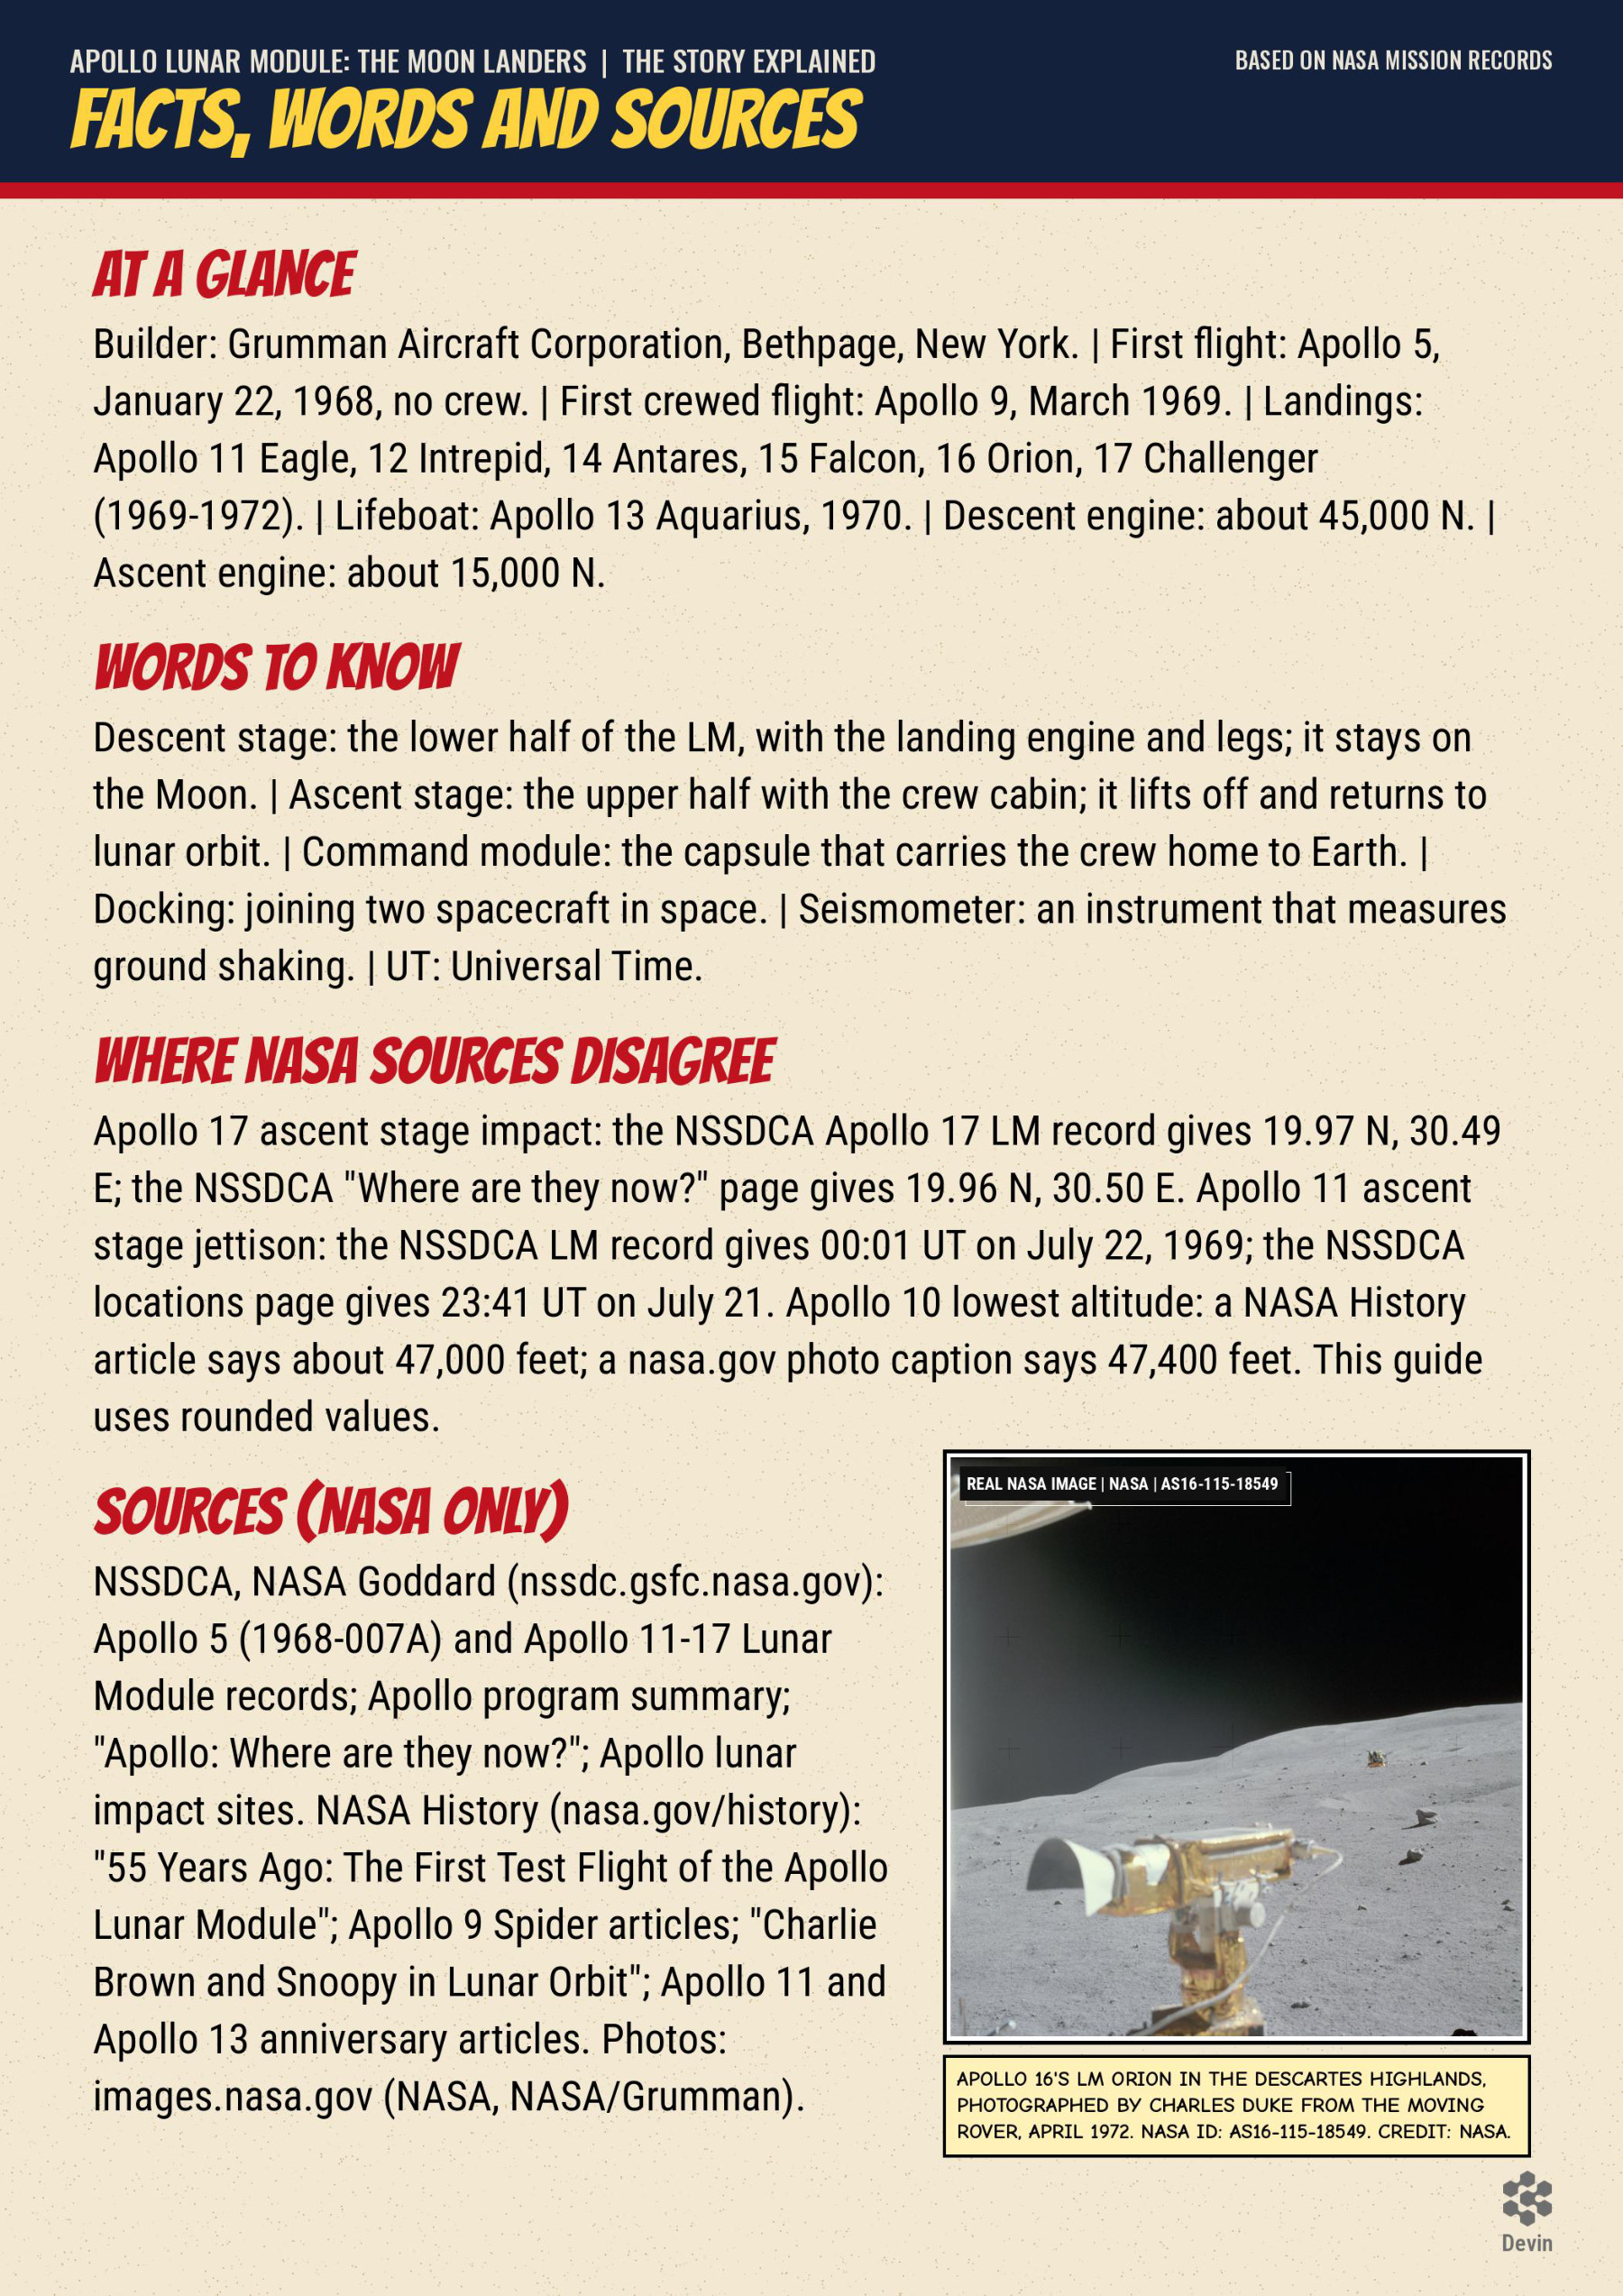 APOLLO LUNAR MODULE: THE MOON LANDERS | THE STORY EXPLAINED
BASED ON NASA MISSION RECORDS
FACTS, WORDS AND SOURCES
AT A GLANCE
Builder: Grumman Aircraft Corporation, Bethpage, New York. | First flight: Apollo 5,
January 22, 1968, no crew. | First crewed flight: Apollo 9, March 1969. | Landings:
Apollo 11 Eagle, 12 Intrepid, 14 Antares, 15 Falcon, 16 Orion, 17 Challenger
(1969-1972). | Lifeboat: Apollo 13 Aquarius, 1970. | Descent engine: about 45,000 N. |
Ascent engine: about 15,000 N.
WORDS TO KNOW
Descent stage: the lower half of the LM, with the landing engine and legs; it stays on
the Moon. | Ascent stage: the upper half with the crew cabin; it lifts off and returns to
lunar orbit. | Command module: the capsule that carries the crew home to Earth. |
Docking: joining two spacecraft in space. | Seismometer: an instrument that measures
ground shaking. | UT: Universal Time.
WHERE NASA SOURCES DISAGREE
Apollo 17 ascent stage impact: the NSSDCA Apollo 17 LM record gives 19.97 N, 30.49
E; the NSSDCA "Where are they now?" page gives 19.96 N, 30.50 E. Apollo 11 ascent
stage jettison: the NSSDCA LM record gives 00:01 UT on July 22, 1969; the NSSDCA
locations page gives 23:41 UT on July 21. Apollo 10 lowest altitude: a NASA History
article says about 47,000 feet; a nasa.gov photo caption says 47,400 feet. This guide
uses rounded values.
SOURCES (NASA ONLY)
NSSDCA, NASA Goddard (nssdc.gsfc.nasa.gov):
Apollo 5 (1968-007A) and Apollo 11-17 Lunar
Module records; Apollo program summary;
"Apollo: Where are they now?"; Apollo lunar
impact sites. NASA History (nasa.gov/history):
"55 Years Ago: The First Test Flight of the Apollo
Lunar Module"; Apollo 9 Spider articles; "Charlie
Brown and Snoopy in Lunar Orbit"; Apollo 11 and
Apollo 13 anniversary articles. Photos:
images.nasa.gov (NASA, NASA/Grumman).
REAL NASA IMAGE | NASA | AS16-115-18549
APOLLO 16'S LM ORION IN THE DESCARTES HIGHLANDS,
PHOTOGRAPHED BY CHARLES DUKE FROM THE MOVING
ROVER, APRIL 1972. NASA ID: AS16-115-18549. CREDIT: NASA.
Devin